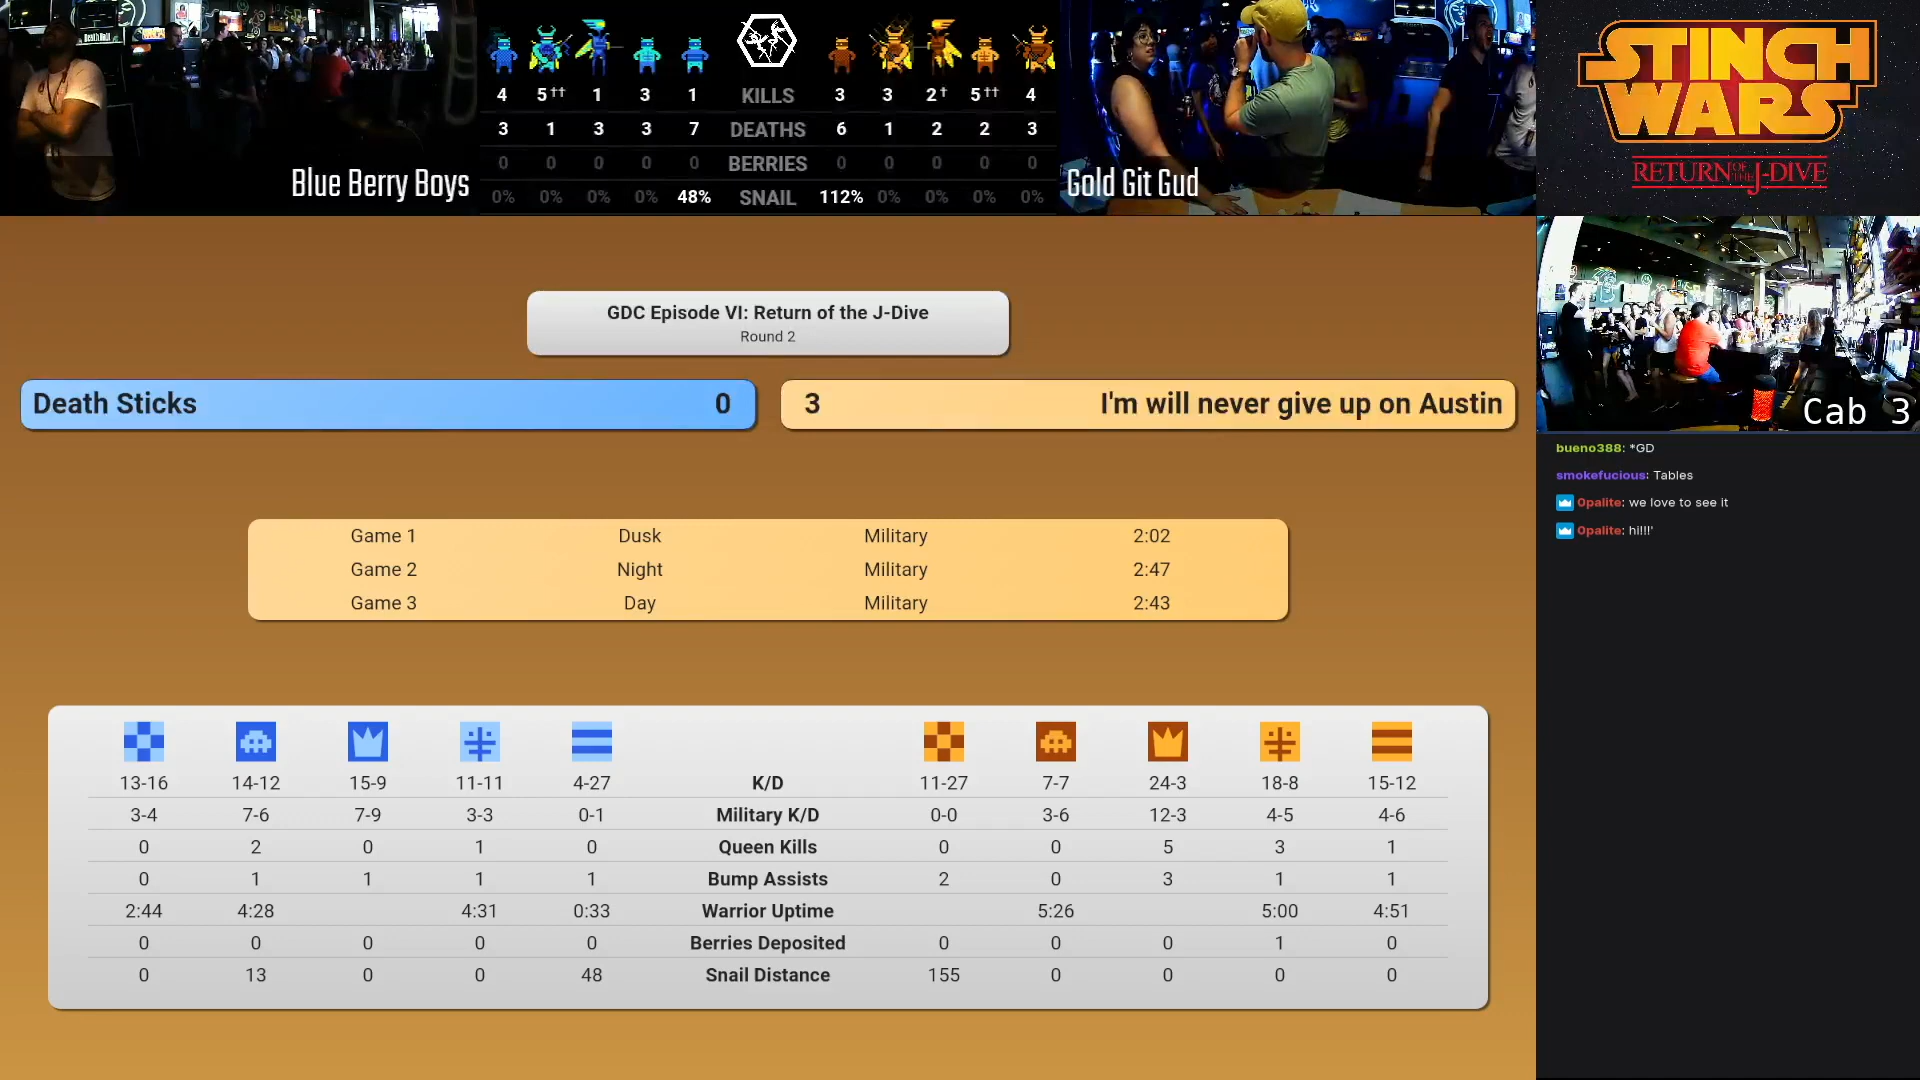 4 5†† 1 3 1 KILLS 3 3 2† 5†† 4
3 1 3 3 7 DEATHS 6 1 2 2 3
0 0 0 0 0 BERRIES 0 0 0 0 0
0% 0% 0% 0% 48% SNAIL 112% 0% 0% 0% 0%
Blue Berry Boys
Gold Git Gud
STINCH
WARS
RETURN OF THE J-DIVE
GDC Episode VI: Return of the J-Dive
Round 2
Death Sticks 0
3 I'm will never give up on Austin
Cab 3
bueno388: *GD
smokefucious: Tables
Opalite: we love to see it
Opalite: hi!!!'
Game 1 Dusk Military 2:02
Game 2 Night Military 2:47
Game 3 Day Military 2:43
13-16 14-12 15-9 11-11 4-27 K/D 11-27 7-7 24-3 18-8 15-12
3-4 7-6 7-9 3-3 0-1 Military K/D 0-0 3-6 12-3 4-5 4-6
0 2 0 1 0 Queen Kills 0 0 5 3 1
0 1 1 1 1 Bump Assists 2 0 3 1 1
2:44 4:28 4:31 0:33 Warrior Uptime 5:26 5:00 4:51
0 0 0 0 0 Berries Deposited 0 0 0 1 0
0 13 0 0 48 Snail Distance 155 0 0 0 0